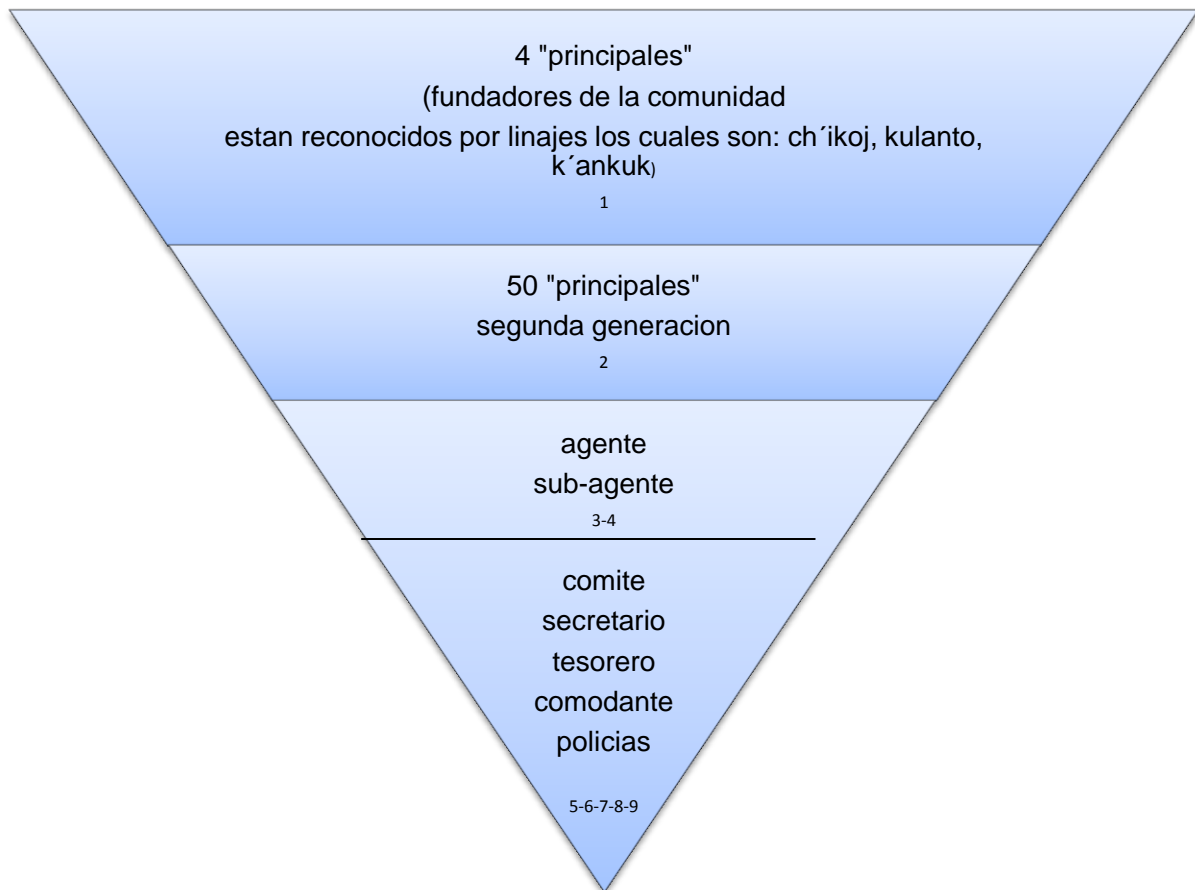 4 "principales"
(fundadores de la comunidad
estan reconocidos por linajes los cuales son: ch´ikoj, kulanto,
k´ankuk)
1
50 "principales"
segunda generacion
2
agente
sub-agente
3-4
comite
secretario
tesorero
comodante
policias
5-6-7-8-9